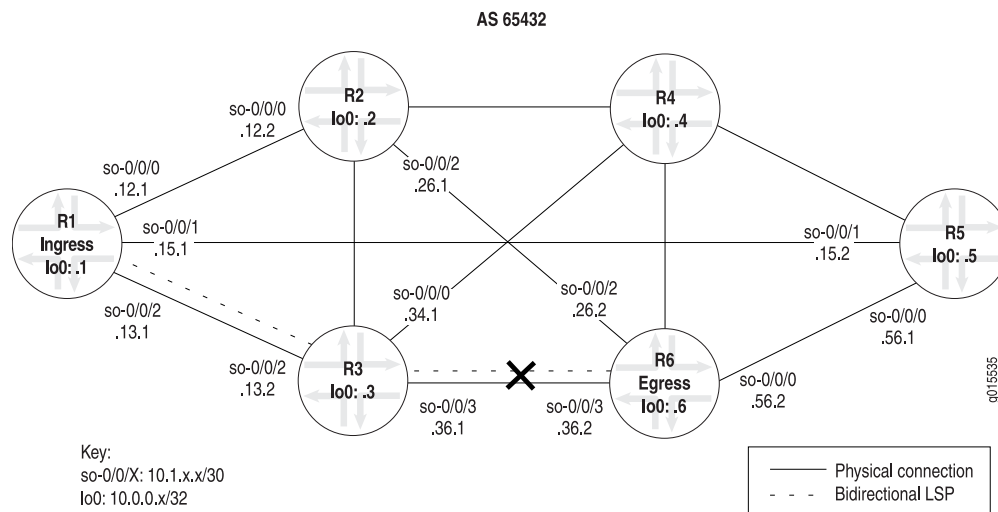 AS 65432
R2
lo0: .2
R4
lo0: .4
so-0/0/0
.12.2
so-0/0/2
.26.1
so-0/0/0
.12.1
R1
Ingress
lo0: .1
so-0/0/1
.15.1
so-0/0/1
.15.2
R5
lo0: .5
so-0/0/2
.13.1
so-0/0/0
.34.1
so-0/0/2
.26.2
so-0/0/0
.56.1
so-0/0/2
.13.2
R3
lo0: .3
R6
Egress
lo0: .6
so-0/0/0
.56.2
so-0/0/3
.36.1
so-0/0/3
.36.2
g015535
Key:
so-0/0/X: 10.1.x.x/30
lo0: 10.0.0.x/32
Physical connection
Bidirectional LSP